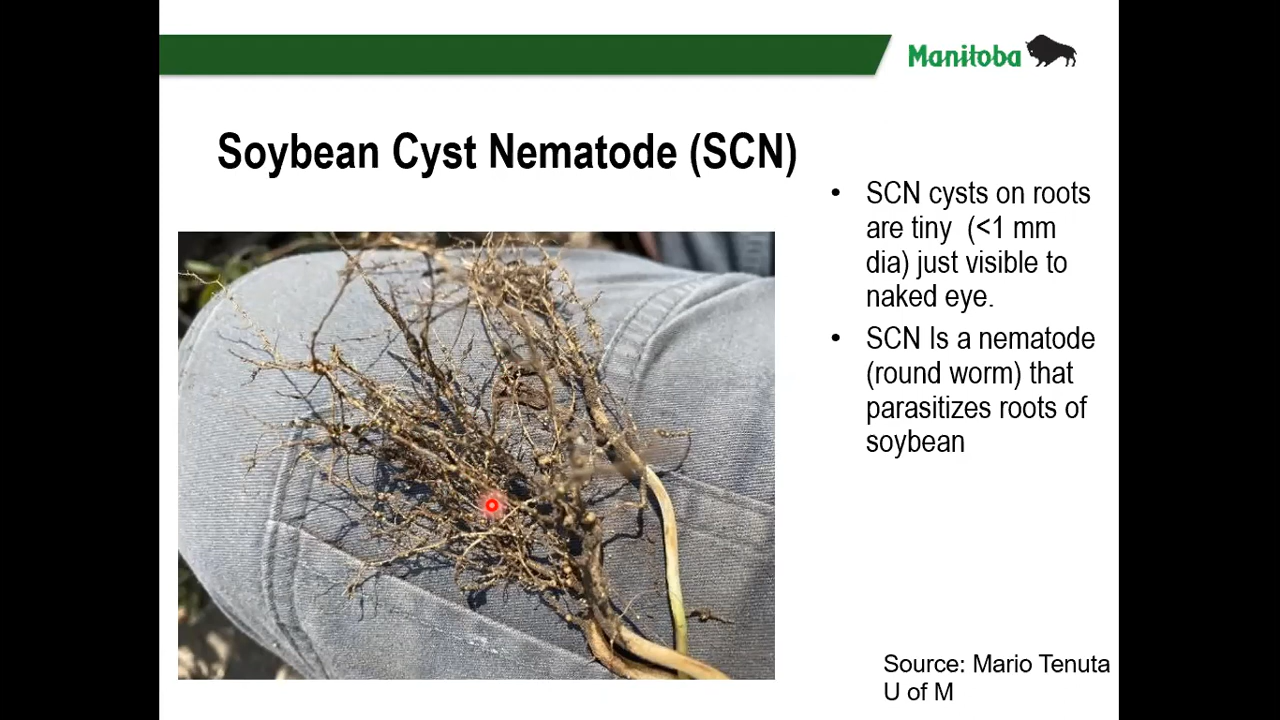 Manitoba
Soybean Cyst Nematode (SCN)
• SCN cysts on roots
are tiny (<1 mm
dia) just visible to
naked eye.
• SCN Is a nematode
(round worm) that
parasitizes roots of
soybean
Source: Mario Tenuta
U of M